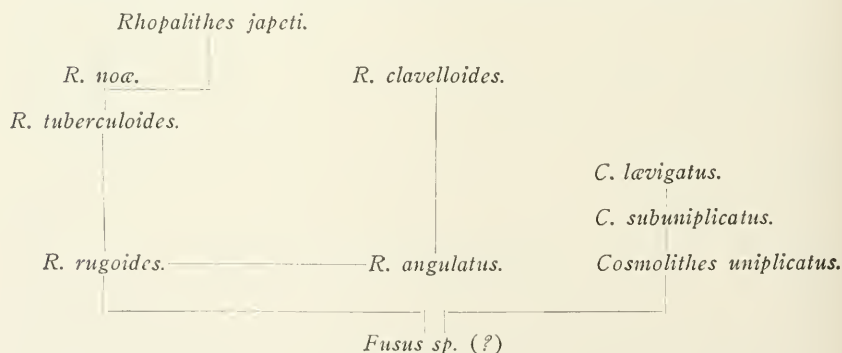 Rhopalithes japeti.
R. noæ. R. clavelloides.
R. tuberculoides.
C. lævigatus.
C. subuniplicatus.
R. rugoides. R. angulatus. Cosmolithes uniplicatus.
Fusus sp. (?)